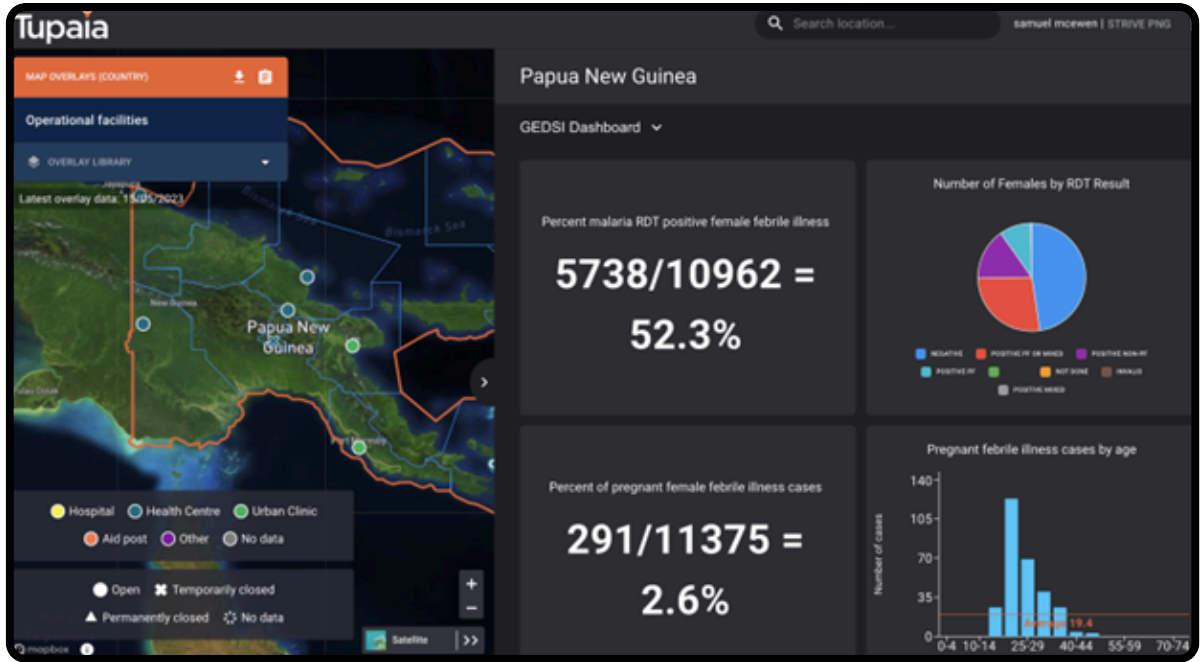 Tupaia
Search location...
samuel mcewen | STRIVE PNG
MAP OVERLAYS (COUNTRY)
Operational facilities
OVERLAY LIBRARY
Latest overlay data: 15/05/2023
Jayapura
Bismarck Sea
Bismarck Sea
New Guinea
Papua New
Guinea
Port Moresby
Hospital
Health Centre
Urban Clinic
Aid post
Other
No data
Open
Temporarily closed
Permanently closed
No data
mapbox
Satellite
Papua New Guinea
GEDSI Dashboard
Percent malaria RDT positive female febrile illness
5738/10962 =
52.3%
Number of Females by RDT Result
NEGATIVE
POSITIVE PF OR MIXED
POSITIVE NON-PF
POSITIVE PF
NOT DONE
INVALID
POSITIVE MIXED
Percent of pregnant female febrile illness cases
291/11375 =
2.6%
Pregnant febrile illness cases by age
Number of cases
140
105
70
35
0
Average 19.4
0-4 10-14 25-29 40-44 55-59 70-74